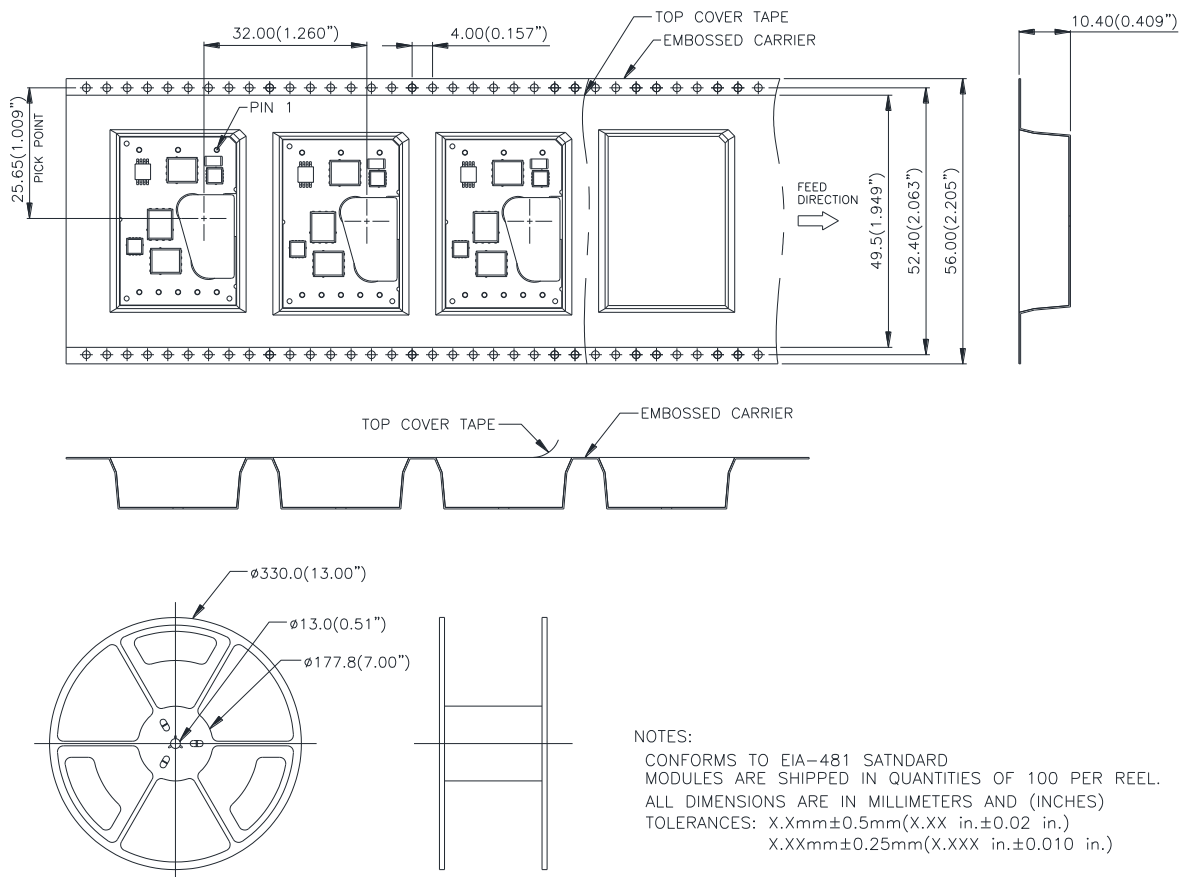 TOP COVER TAPE
10.40(0.409”)
32.00(1.260”)
4.00(0.157”)
EMBOSSED CARRIER
PIN 1
25.65(1.009”)
PICK POINT
FEED
DIRECTION
49.5(1.949”)
52.40(2.063”)
56.00(2.205”)
TOP COVER TAPE
EMBOSSED CARRIER
ø330.0(13.00”)
ø13.0(0.51”)
ø177.8(7.00”)
NOTES:
CONFORMS TO EIA-481 SATNDARD
MODULES ARE SHIPPED IN QUANTITIES OF 100 PER REEL.
ALL DIMENSIONS ARE IN MILLIMETERS AND (INCHES)
TOLERANCES: X.Xmm±0.5mm(X.XX in.±0.02 in.)
X.XXmm±0.25mm(X.XXX in.±0.010 in.)